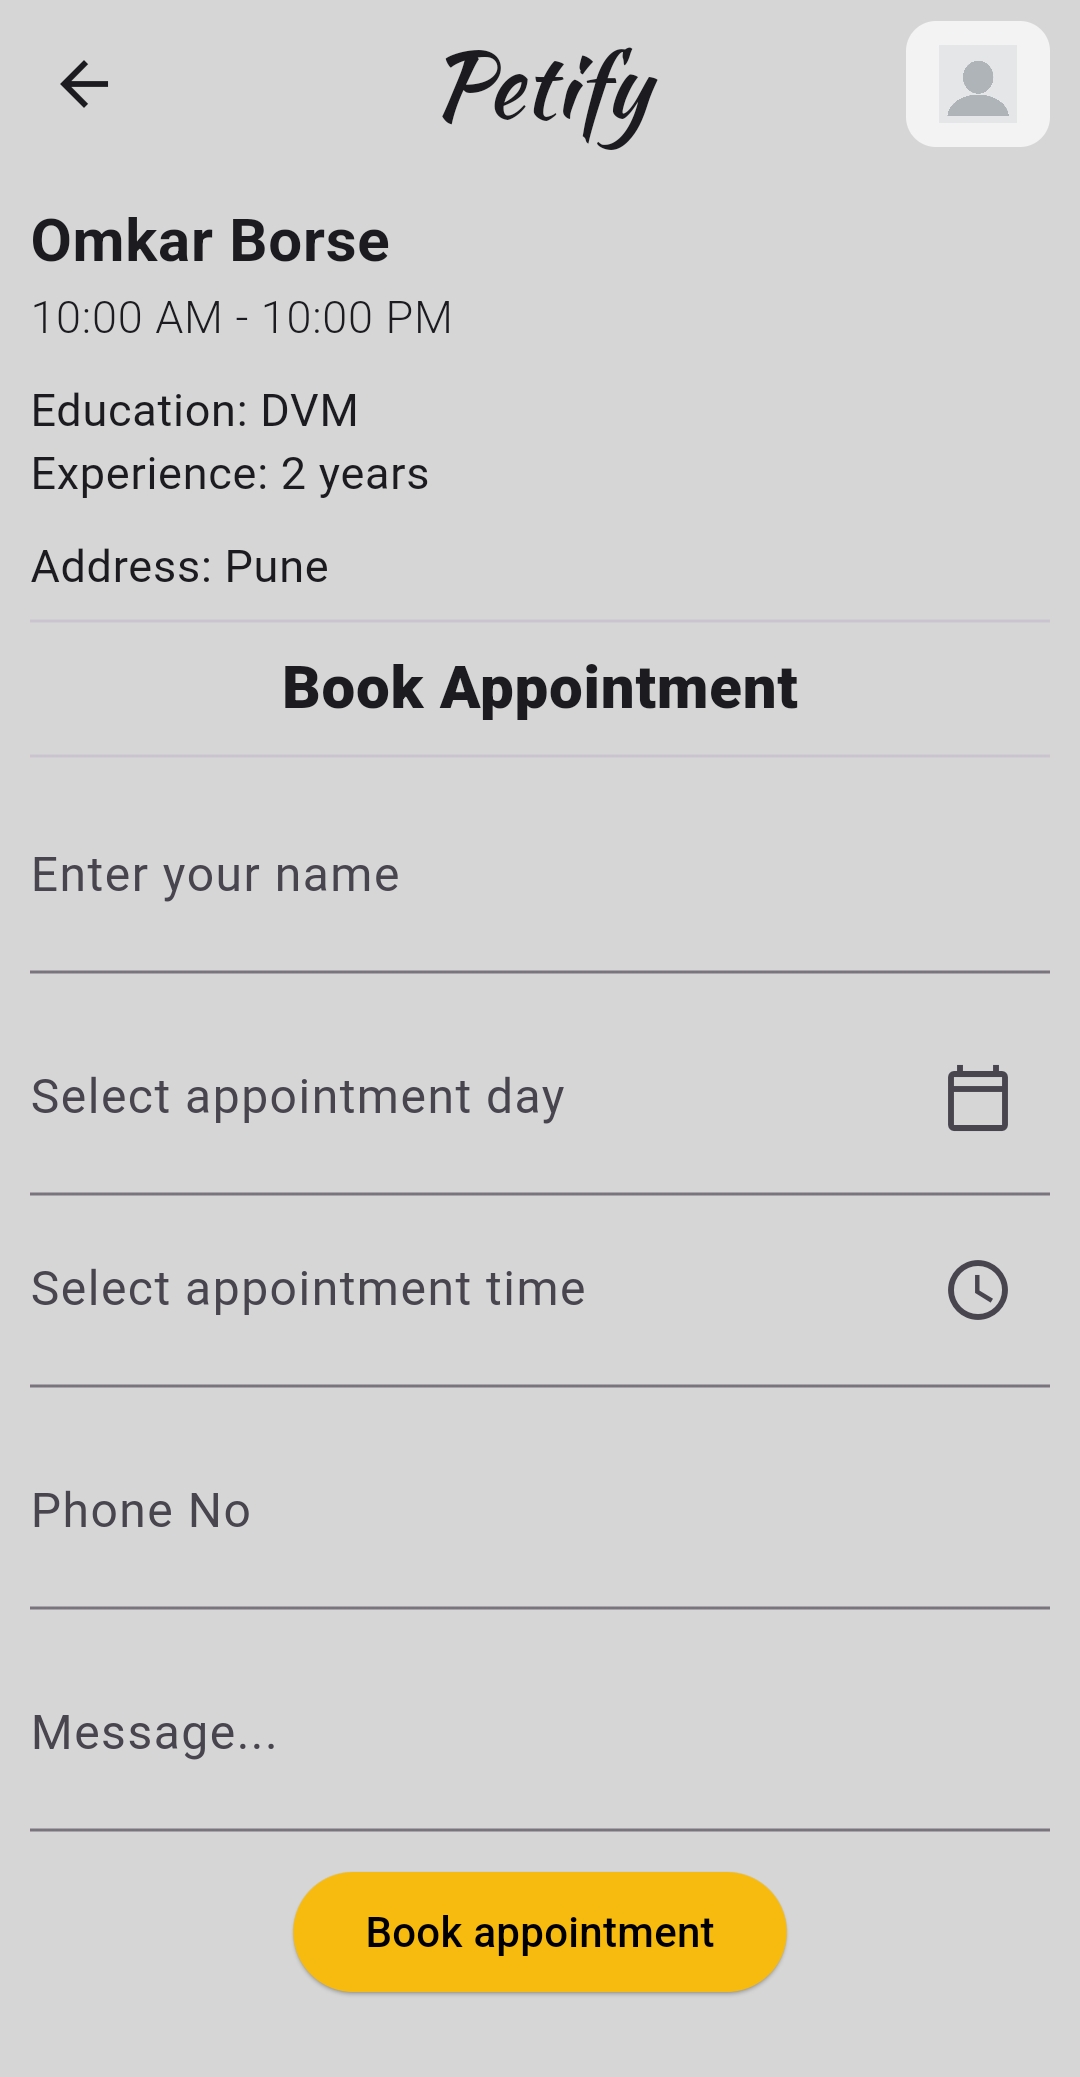 Petify
Omkar Borse
10:00 AM - 10:00 PM
Education: DVM
Experience: 2 years
Address: Pune
Book Appointment
Enter your name
Select appointment day
Select appointment time
Phone No
Message...
Book appointment